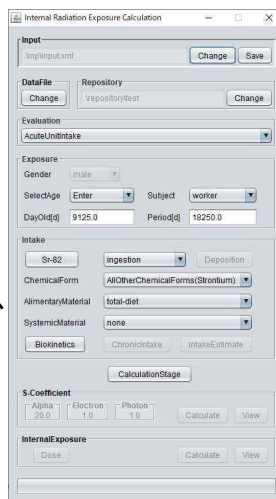 Internal Radiation Exposure Calculation
Input
\inp\input.xml Change Save
DataFile Repository
Change \repository\test Change
Evaluation
AcuteUnitIntake
Exposure
Gender male
SelectAge Enter Subject worker
DayOld[d] 9125.0 Period[d] 18250.0
Intake
Sr-82 ingestion Deposition
ChemicalForm AllOtherChemicalForms(Strontium)
AlimentaryMaterial total-diet
SystemicMaterial none
Biokinetics ChronicIntake IntakeEstimate
CalculationStage
S-Coefficient
Alpha Electron Photon
20.0 1.0 1.0 Calculate View
InternalExposure
Dose Calculate View